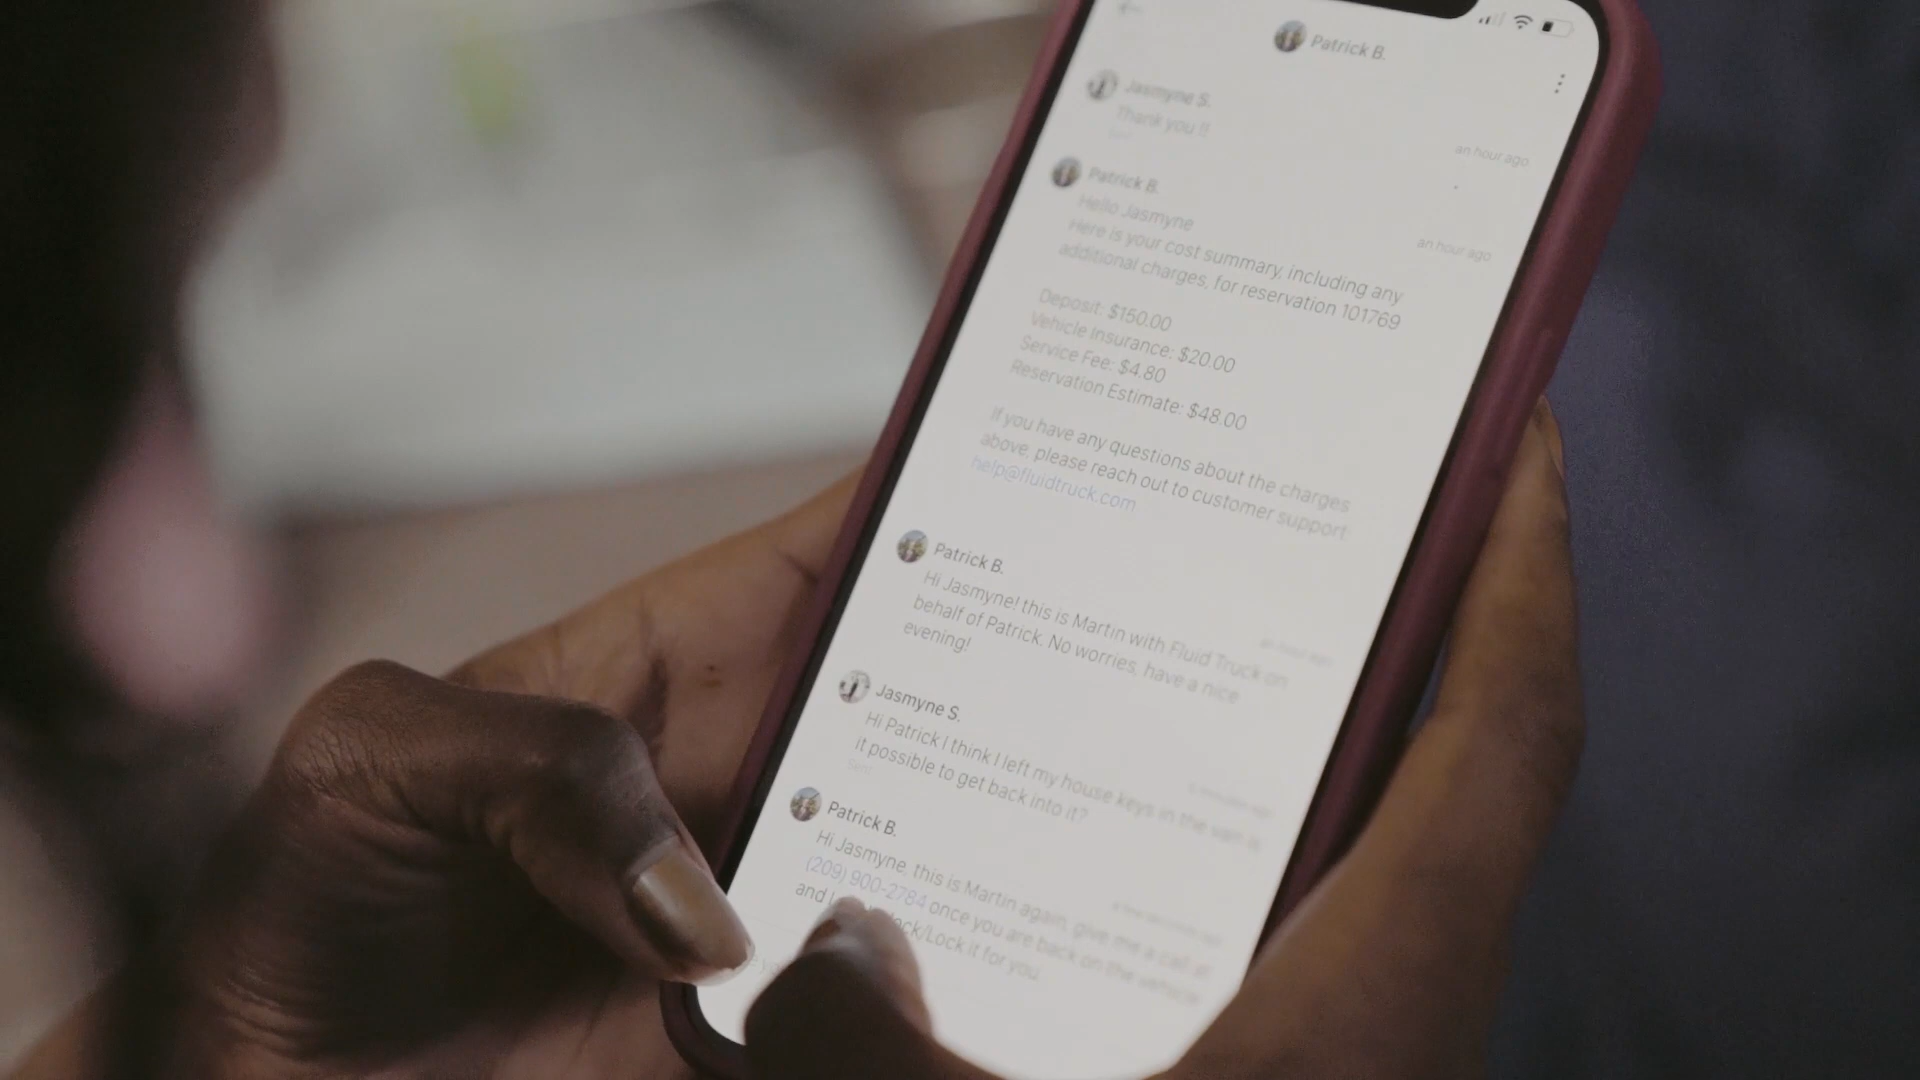 Patrick B.
Jasmyne S.
Thank you !!
Sent
an hour ago
Patrick B.
an hour ago
Hello Jasmyne
Here is your cost summary, including any
additional charges, for reservation 101769
Deposit: $150.00
Vehicle Insurance: $20.00
Service Fee: $4.80
Reservation Estimate: $48.00
If you have any questions about the charges
above, please reach out to customer support:
help@fluidtruck.com
Patrick B.
an hour ago
Hi Jasmyne! this is Martin with Fluid Truck on
behalf of Patrick. No worries, have a nice
evening!
Jasmyne S.
Hi Patrick I think I left my house keys in the van is
it possible to get back into it?
Sent
Patrick B.
Hi Jasmyne, this is Martin again, give me a call at
(209) 900-2784 once you are back on the vehicle
and ock/Lock it for you.